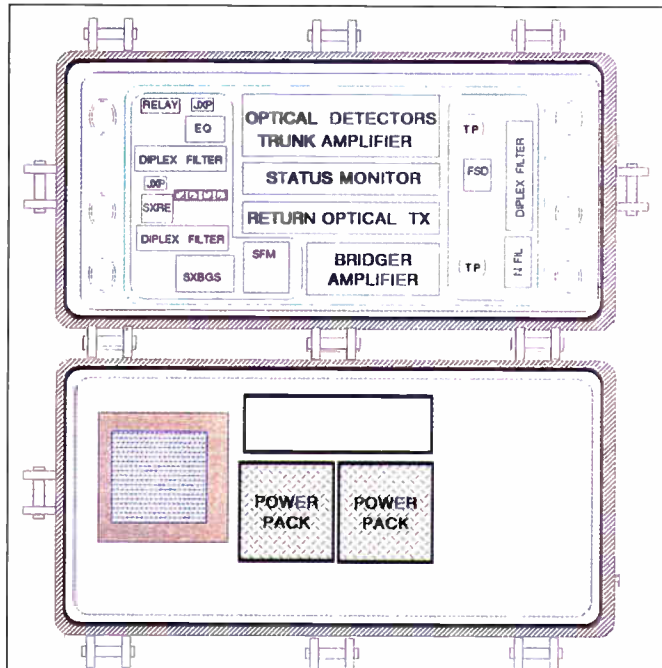 RELAY JXP
EQ
DIPLEX FILTER
JXP
SXRE
DIPLEX FILTER
SXBGS
SFM
OPTICAL DETECTORS
TRUNK AMPLIFIER
STATUS MONITOR
RETURN OPTICAL TX
BRIDGER
AMPLIFIER
TP
FSD
DIPLEX FILTER
TP
POWER
PACK
POWER
PACK